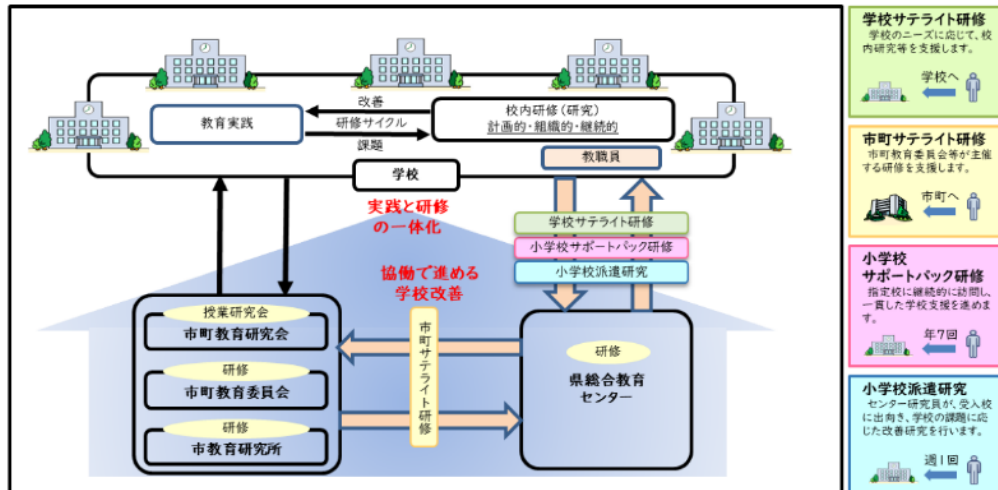 改善
教育実践
研修サイクル
課題
校内研修(研究)
計画的・組織的・継続的
教職員
学校
実践と研修
の一体化
学校サテライト研修
小学校サポートパック研修
小学校派遣研究
協働で進める
学校改善
授業研究会
市町教育研究会
研修
市町教育委員会
研修
市教育研究所
市町サテライト研修
研修
県総合教育
センター
学校サテライト研修
学校のニーズに応じて、校
内研究等を支援します。
学校へ
市町サテライト研修
市町教育委員会等が主催
する研修を支援します。
市町へ
小学校
サポートパック研修
指定校に継続的に訪問し、
一貫した学校支援を進めま
す。
年7回
小学校派遣研究
センター研究員が、受入校
に出向き、学校の課題に応
じた改善研究を行います。
週1回